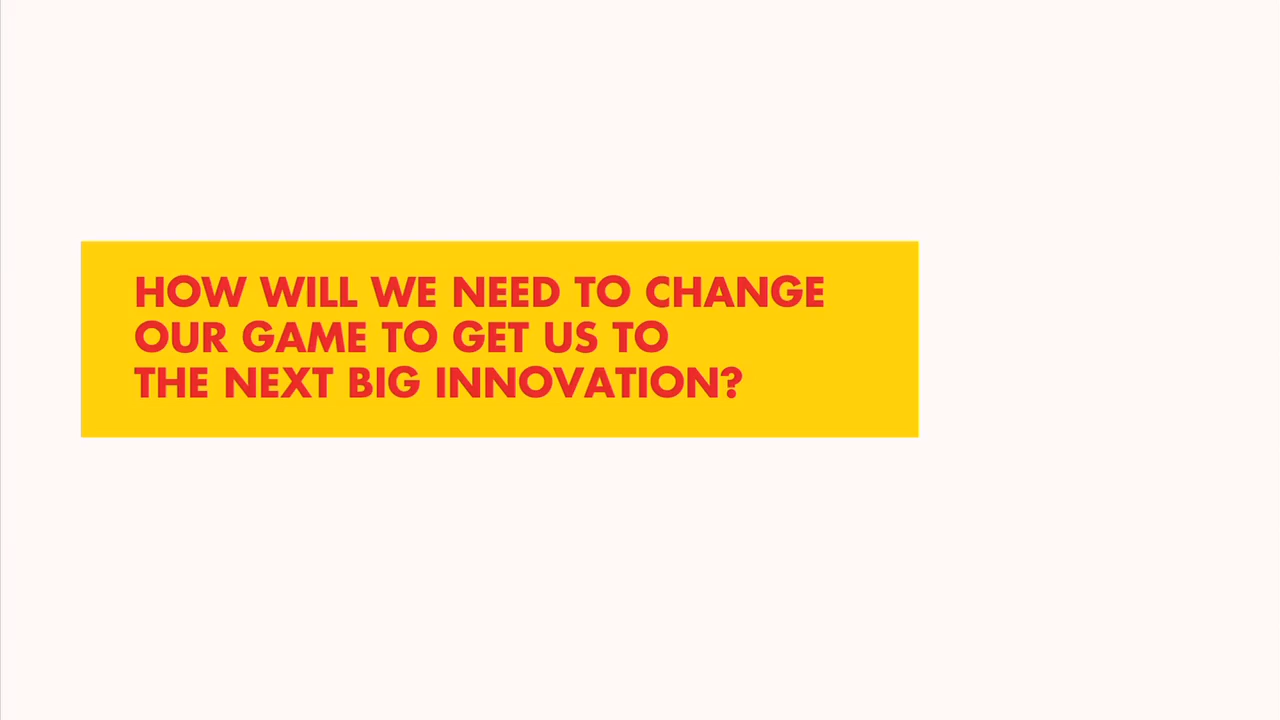 HOW WILL WE NEED TO CHANGE
OUR GAME TO GET US TO
THE NEXT BIG INNOVATION?